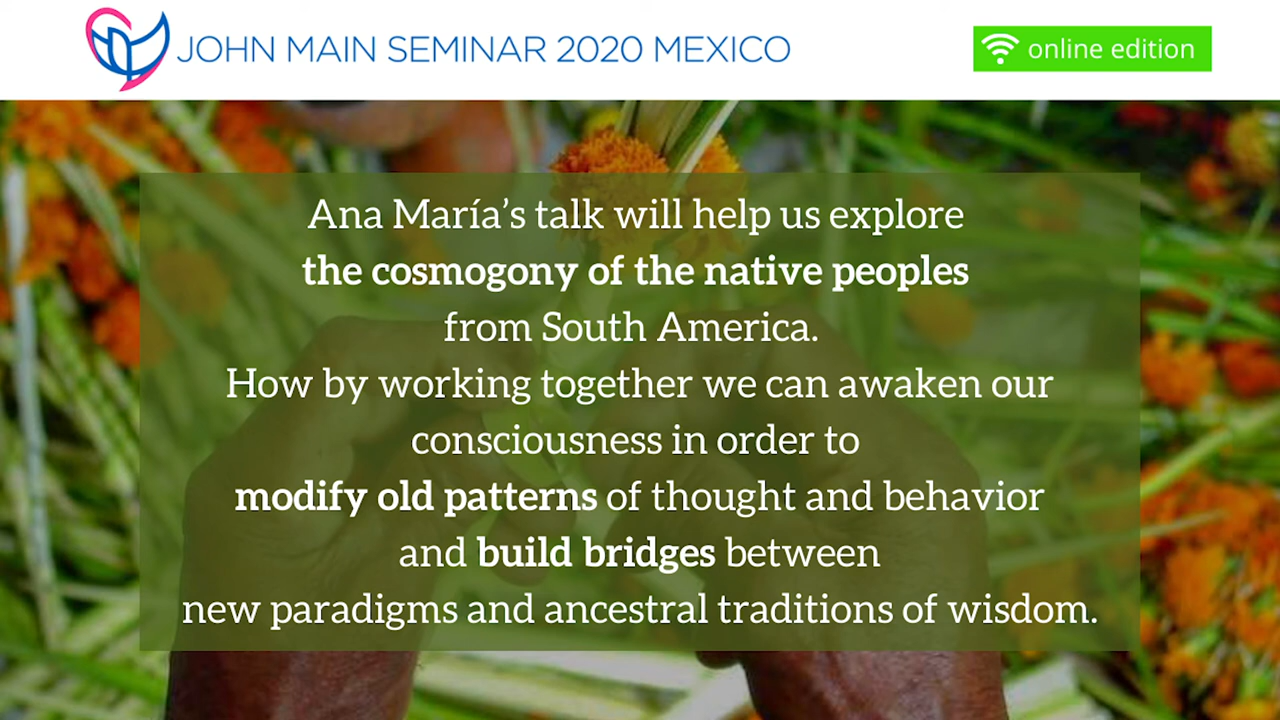 JOHN MAIN SEMINAR 2020 MEXICO
online edition
Ana María’s talk will help us explore
the cosmogony of the native peoples
from South America.
How by working together we can awaken our
consciousness in order to
modify old patterns of thought and behavior
and build bridges between
new paradigms and ancestral traditions of wisdom.